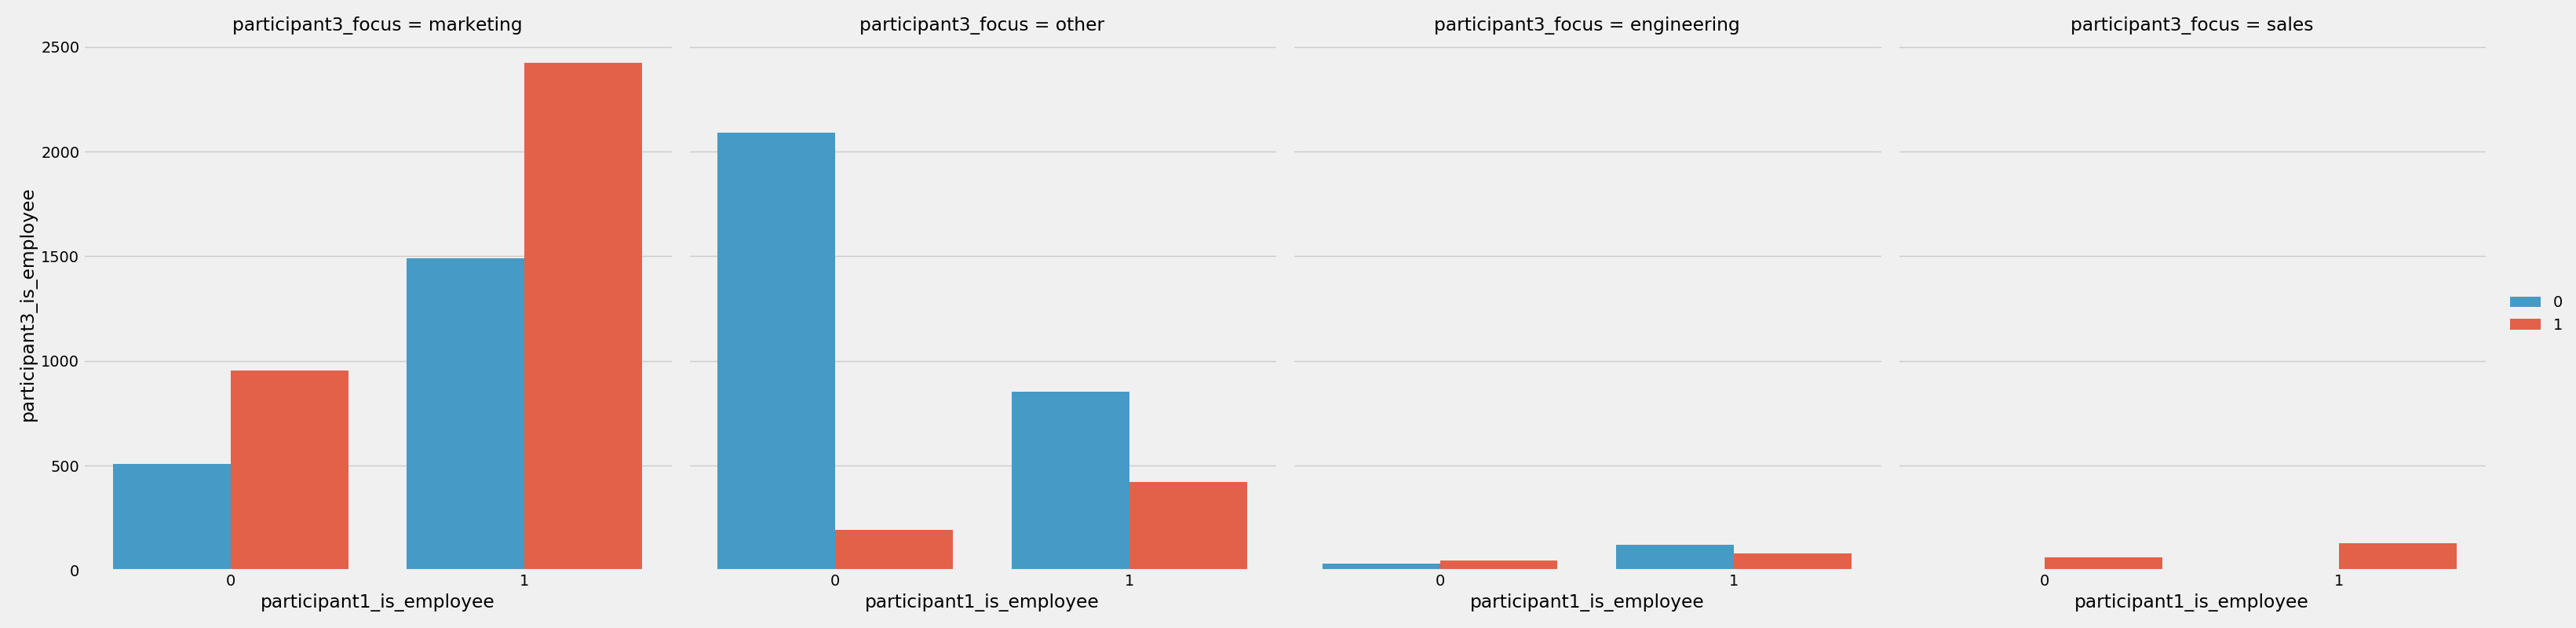 participant3_focus = marketing
participant3_focus = other
participant3_focus = engineering
participant3_focus = sales
participant3_is_employee
2500
2000
1500
1000
500
0
0 1
0 1
0 1
0 1
participant1_is_employee
participant1_is_employee
participant1_is_employee
participant1_is_employee
0
1